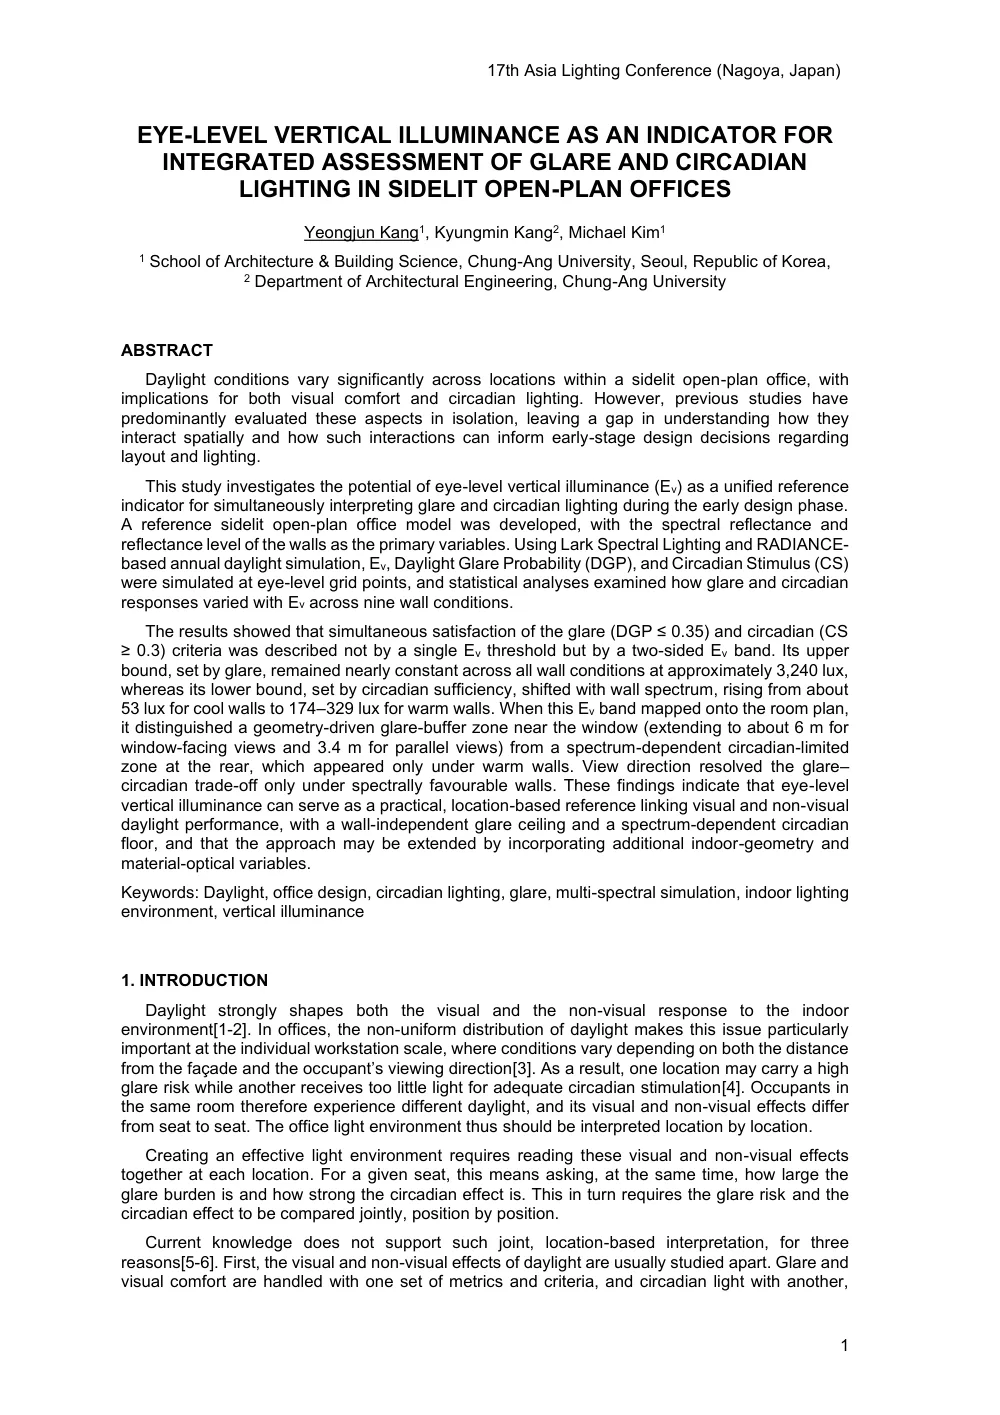 17th Asia Lighting Conference (Nagoya, Japan)
EYE-LEVEL VERTICAL ILLUMINANCE AS AN INDICATOR FOR
INTEGRATED ASSESSMENT OF GLARE AND CIRCADIAN
LIGHTING IN SIDELIT OPEN-PLAN OFFICES
Yeongjun Kang¹, Kyungmin Kang², Michael Kim¹
¹ School of Architecture & Building Science, Chung-Ang University, Seoul, Republic of Korea,
² Department of Architectural Engineering, Chung-Ang University
ABSTRACT
Daylight conditions vary significantly across locations within a sidelit open-plan office, with
implications for both visual comfort and circadian lighting. However, previous studies have
predominantly evaluated these aspects in isolation, leaving a gap in understanding how they
interact spatially and how such interactions can inform early-stage design decisions regarding
layout and lighting.
This study investigates the potential of eye-level vertical illuminance (Eᵥ) as a unified reference
indicator for simultaneously interpreting glare and circadian lighting during the early design phase.
A reference sidelit open-plan office model was developed, with the spectral reflectance and
reflectance level of the walls as the primary variables. Using Lark Spectral Lighting and RADIANCE-
based annual daylight simulation, Eᵥ, Daylight Glare Probability (DGP), and Circadian Stimulus (CS)
were simulated at eye-level grid points, and statistical analyses examined how glare and circadian
responses varied with Eᵥ across nine wall conditions.
The results showed that simultaneous satisfaction of the glare (DGP ≤ 0.35) and circadian (CS
≥ 0.3) criteria was described not by a single Eᵥ threshold but by a two-sided Eᵥ band. Its upper
bound, set by glare, remained nearly constant across all wall conditions at approximately 3,240 lux,
whereas its lower bound, set by circadian sufficiency, shifted with wall spectrum, rising from about
53 lux for cool walls to 174–329 lux for warm walls. When this Eᵥ band mapped onto the room plan,
it distinguished a geometry-driven glare-buffer zone near the window (extending to about 6 m for
window-facing views and 3.4 m for parallel views) from a spectrum-dependent circadian-limited
zone at the rear, which appeared only under warm walls. View direction resolved the glare–
circadian trade-off only under spectrally favourable walls. These findings indicate that eye-level
vertical illuminance can serve as a practical, location-based reference linking visual and non-visual
daylight performance, with a wall-independent glare ceiling and a spectrum-dependent circadian
floor, and that the approach may be extended by incorporating additional indoor-geometry and
material-optical variables.
Keywords: Daylight, office design, circadian lighting, glare, multi-spectral simulation, indoor lighting
environment, vertical illuminance
1. INTRODUCTION
Daylight strongly shapes both the visual and the non-visual response to the indoor
environment[1-2]. In offices, the non-uniform distribution of daylight makes this issue particularly
important at the individual workstation scale, where conditions vary depending on both the distance
from the façade and the occupant’s viewing direction[3]. As a result, one location may carry a high
glare risk while another receives too little light for adequate circadian stimulation[4]. Occupants in
the same room therefore experience different daylight, and its visual and non-visual effects differ
from seat to seat. The office light environment thus should be interpreted location by location.
Creating an effective light environment requires reading these visual and non-visual effects
together at each location. For a given seat, this means asking, at the same time, how large the
glare burden is and how strong the circadian effect is. This in turn requires the glare risk and the
circadian effect to be compared jointly, position by position.
Current knowledge does not support such joint, location-based interpretation, for three
reasons[5-6]. First, the visual and non-visual effects of daylight are usually studied apart. Glare and
visual comfort are handled with one set of metrics and criteria, and circadian light with another,
1